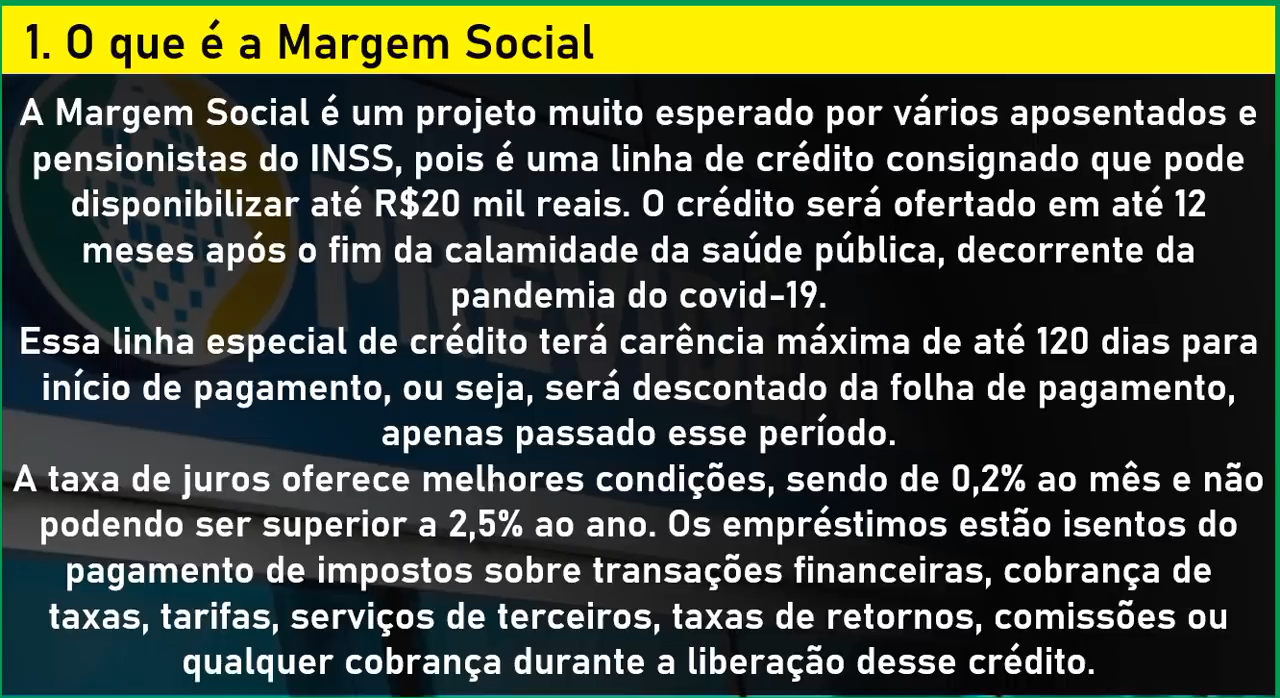 1. O que é a Margem Social
A Margem Social é um projeto muito esperado por vários aposentados e
pensionistas do INSS, pois é uma linha de crédito consignado que pode
disponibilizar até R$20 mil reais. O crédito será ofertado em até 12
meses após o fim da calamidade da saúde pública, decorrente da
pandemia do covid-19.
Essa linha especial de crédito terá carência máxima de até 120 dias para
início de pagamento, ou seja, será descontado da folha de pagamento,
apenas passado esse período.
A taxa de juros oferece melhores condições, sendo de 0,2% ao mês e não
podendo ser superior a 2,5% ao ano. Os empréstimos estão isentos do
pagamento de impostos sobre transações financeiras, cobrança de
taxas, tarifas, serviços de terceiros, taxas de retornos, comissões ou
qualquer cobrança durante a liberação desse crédito.